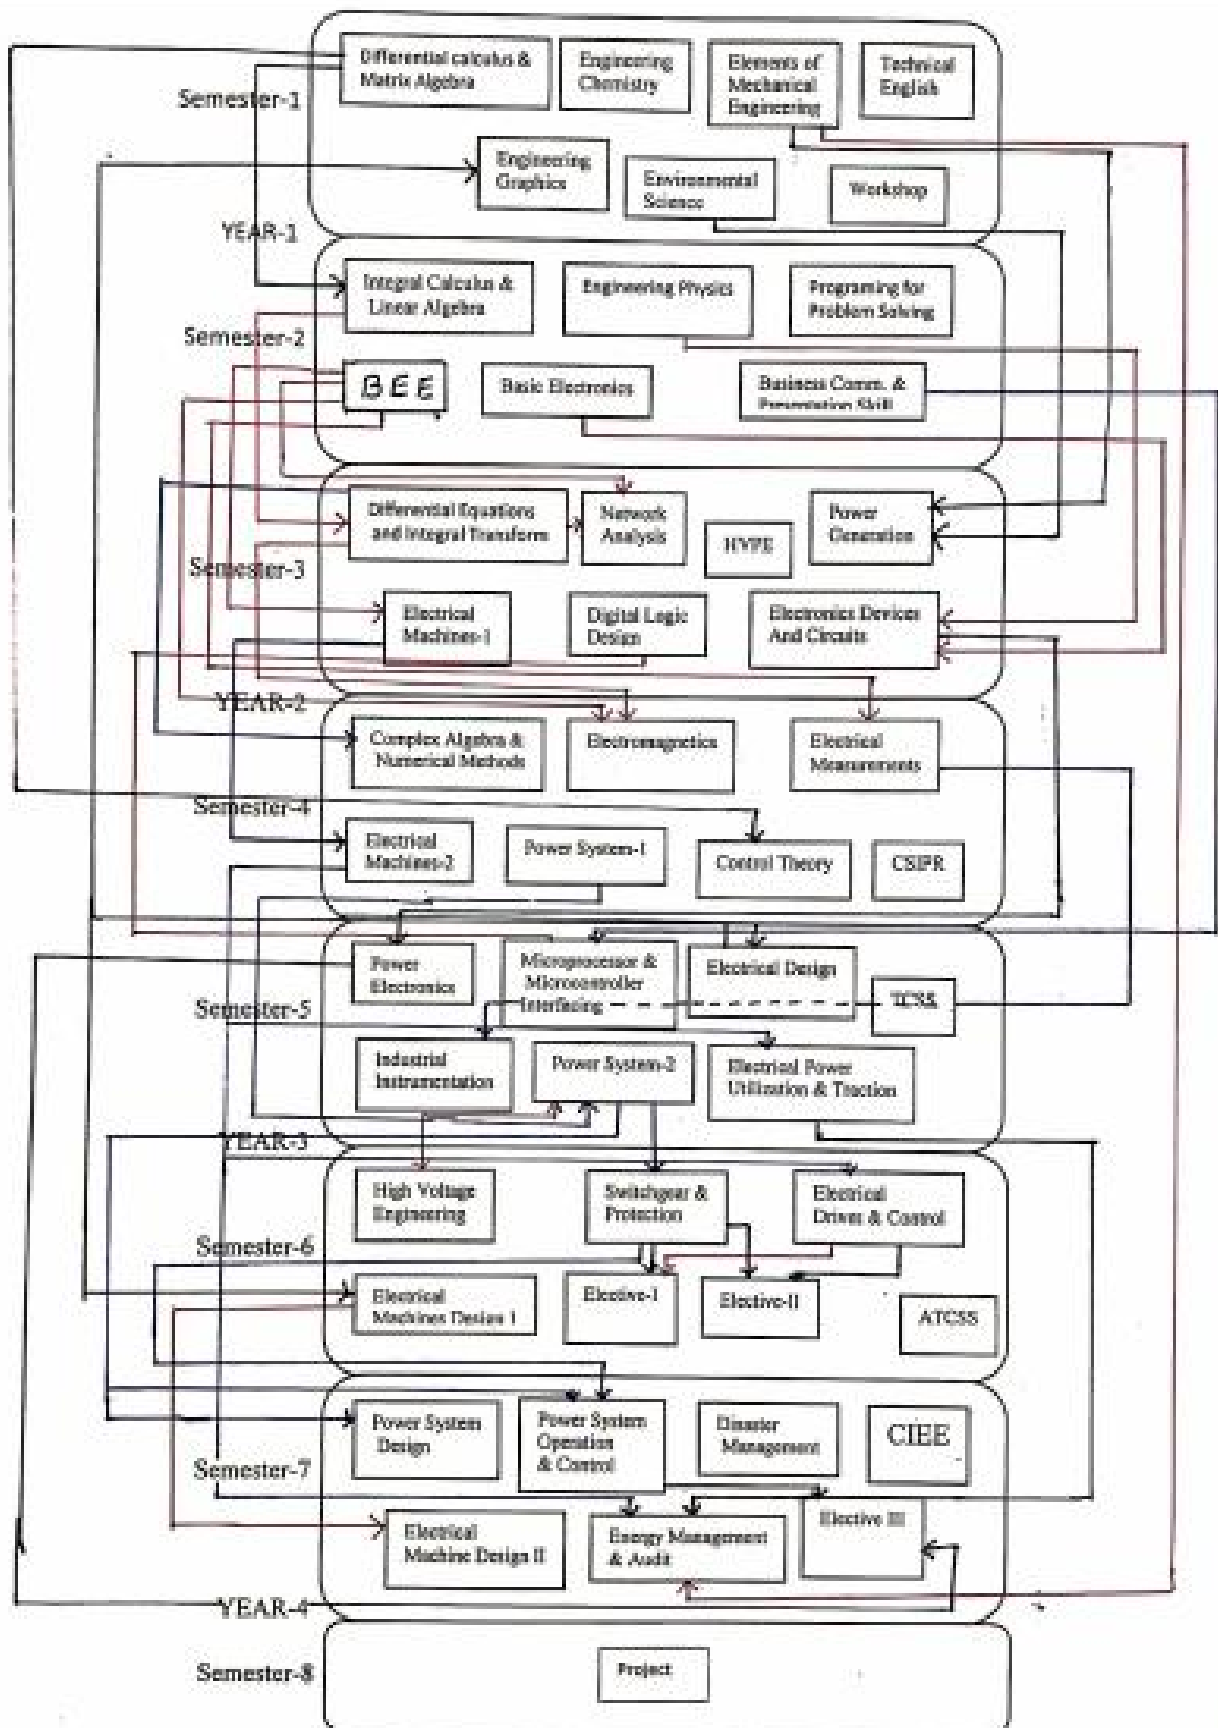 Differential calculus &
Matrix Algebra
Engineering
Chemistry
Elements of
Mechanical
Engineering
Technical
English
Semester-1
Engineering
Graphics
Environmental
Science
Workshop
YEAR-1
Integral Calculus &
Linear Algebra
Engineering Physics
Programing for
Problem Solving
Semester-2
BEE
Basic Electronics
Business Comm. &
Presentation Skill
Differential Equations
and Integral Transform
Network
Analysis
HVPE
Power
Generation
Semester-3
Electrical
Machines-1
Digital Logic
Design
Electronics Devices
And Circuits
YEAR-2
Complex Algebra &
Numerical Methods
Electromagnetics
Electrical
Measurements
Semester-4
Electrical
Machines-2
Power System-1
Control Theory
CSIPR
Power
Electronics
Microprocessor &
Microcontroller
Interfacing
Electrical Design
TCSS
Semester-5
Industrial
Instrumentation
Power System-2
Electrical Power
Utilization & Traction
YEAR-3
High Voltage
Engineering
Switchgear &
Protection
Electrical
Drives & Control
Semester-6
Electrical
Machines Design I
Elective-I
Elective-II
ATCSS
Power System
Design
Power System
Operation
& Control
Disaster
Management
CIEE
Semester-7
Electrical
Machine Design II
Energy Management
& Audit
Elective III
YEAR-4
Semester-8
Project